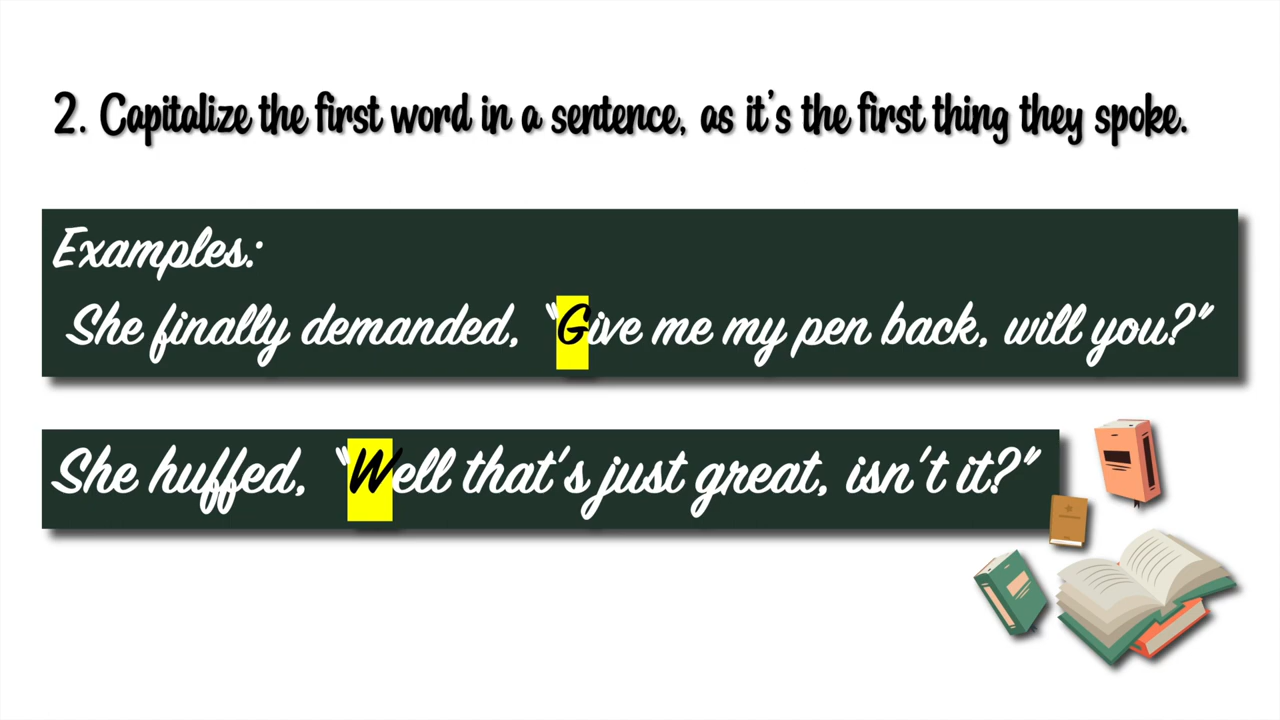 2. Capitalize the first word in a sentence, as it's the first thing they spoke.
Examples:
She finally demanded, "Give me my pen back, will you?"
She huffed, "Well that's just great, isn't it?"